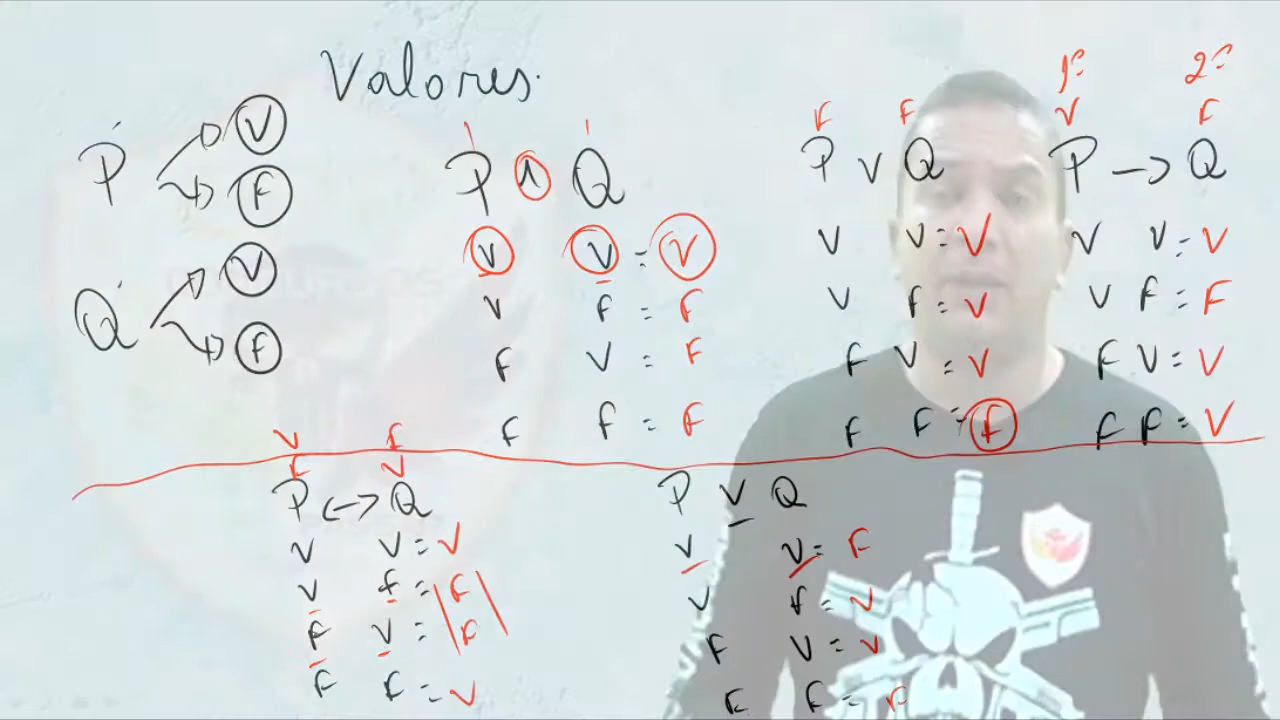 Valores.
P V
F
Q V
F
P ∧ Q
V V = V
V F = F
F V = F
F F = F
F F
P ∨ Q
V V = V
V F = V
F V = V
F F = F
1º 2º
V F
P → Q
V V = V
V F = F
F V = V
F F = V
V F
F V
P ↔ Q
V V = V
V F = F
F V = F
F F = V
P ⊻ Q
V V = F
V F = V
F V = V
F F = F